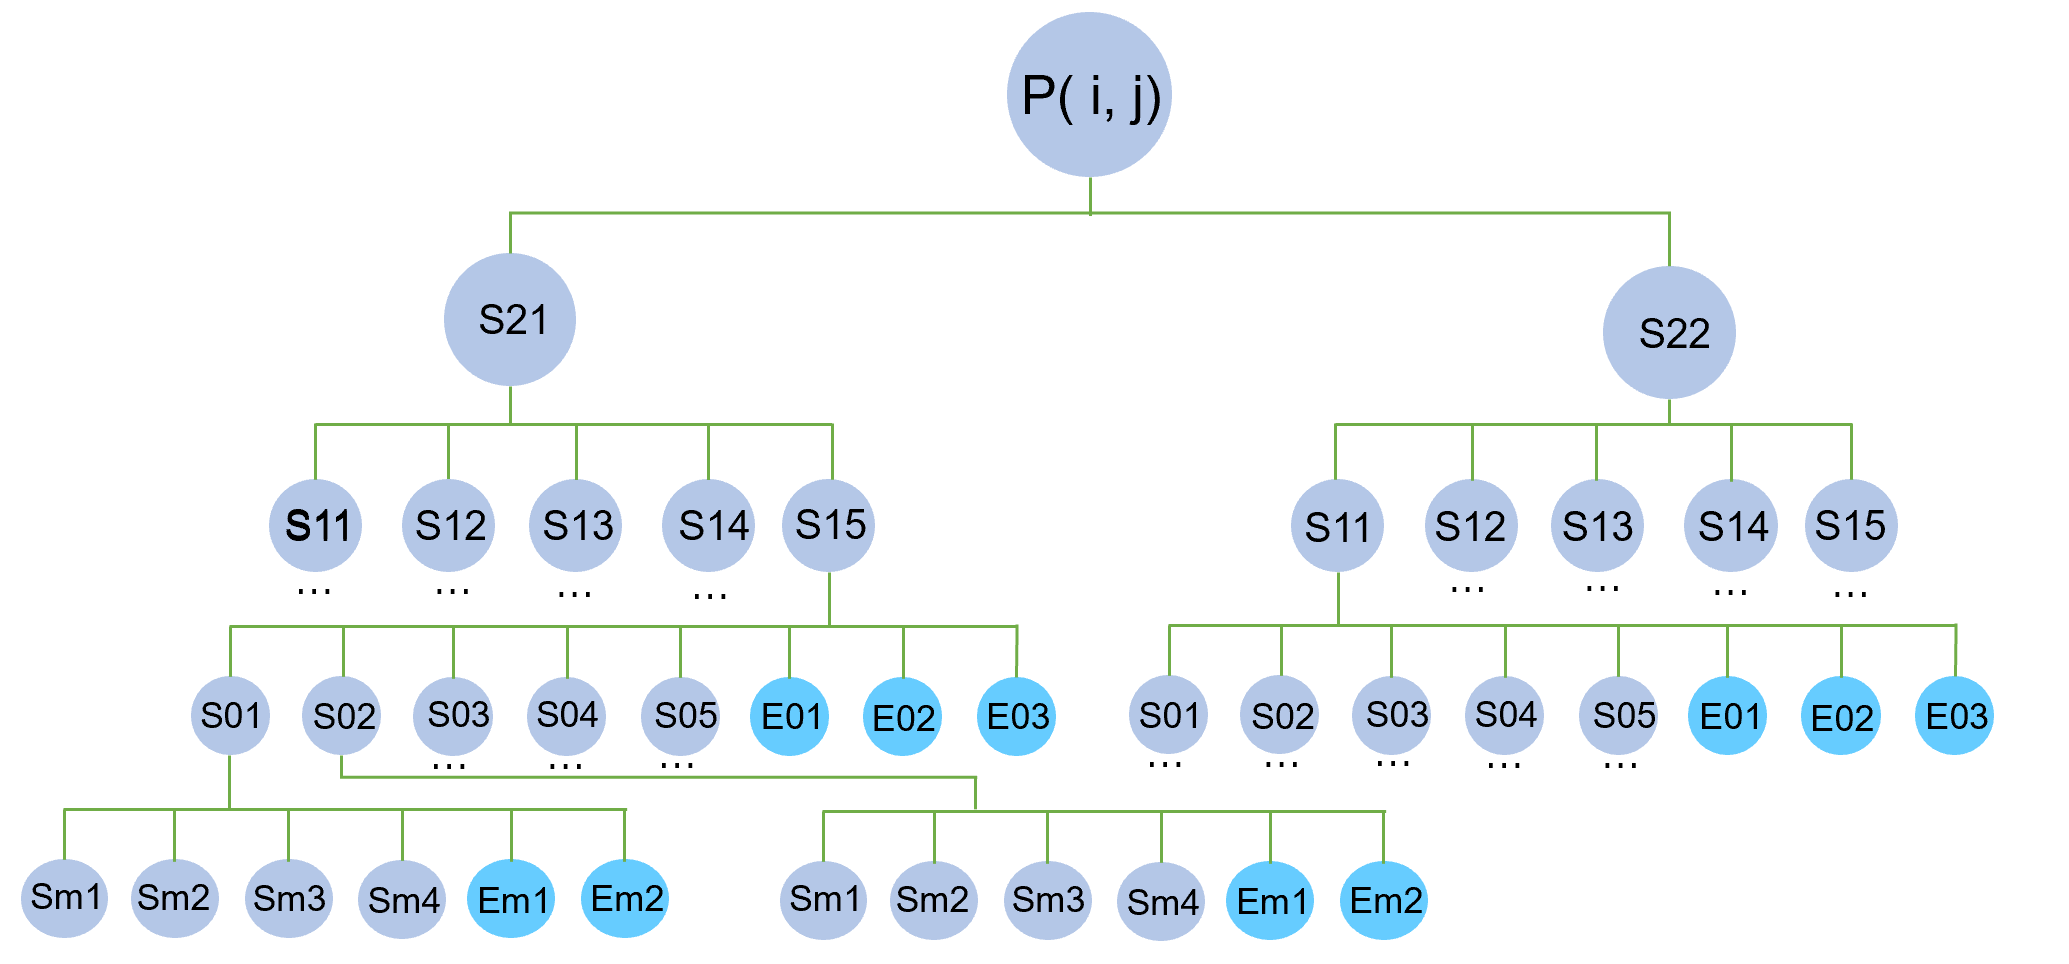 P( i, j)
S21 S22
S11 S12 S13 S14 S15 S11 S12 S13 S14 S15
... ... ... ... ... ... ... ...
S01 S02 S03 S04 S05 E01 E02 E03 S01 S02 S03 S04 S05 E01 E02 E03
... ... ... ... ... ... ... ...
Sm1 Sm2 Sm3 Sm4 Em1 Em2 Sm1 Sm2 Sm3 Sm4 Em1 Em2